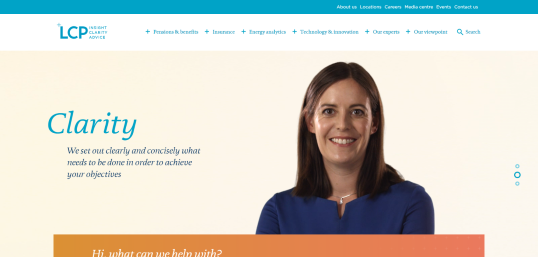 About us Locations Careers Media centre Events Contact us
LCP INSIGHT CLARITY ADVICE
+ Pensions & benefits + Insurance + Energy analytics + Technology & innovation + Our experts + Our viewpoint Search
Clarity
We set out clearly and concisely what
needs to be done in order to achieve
your objectives
Hi, what can we help with?